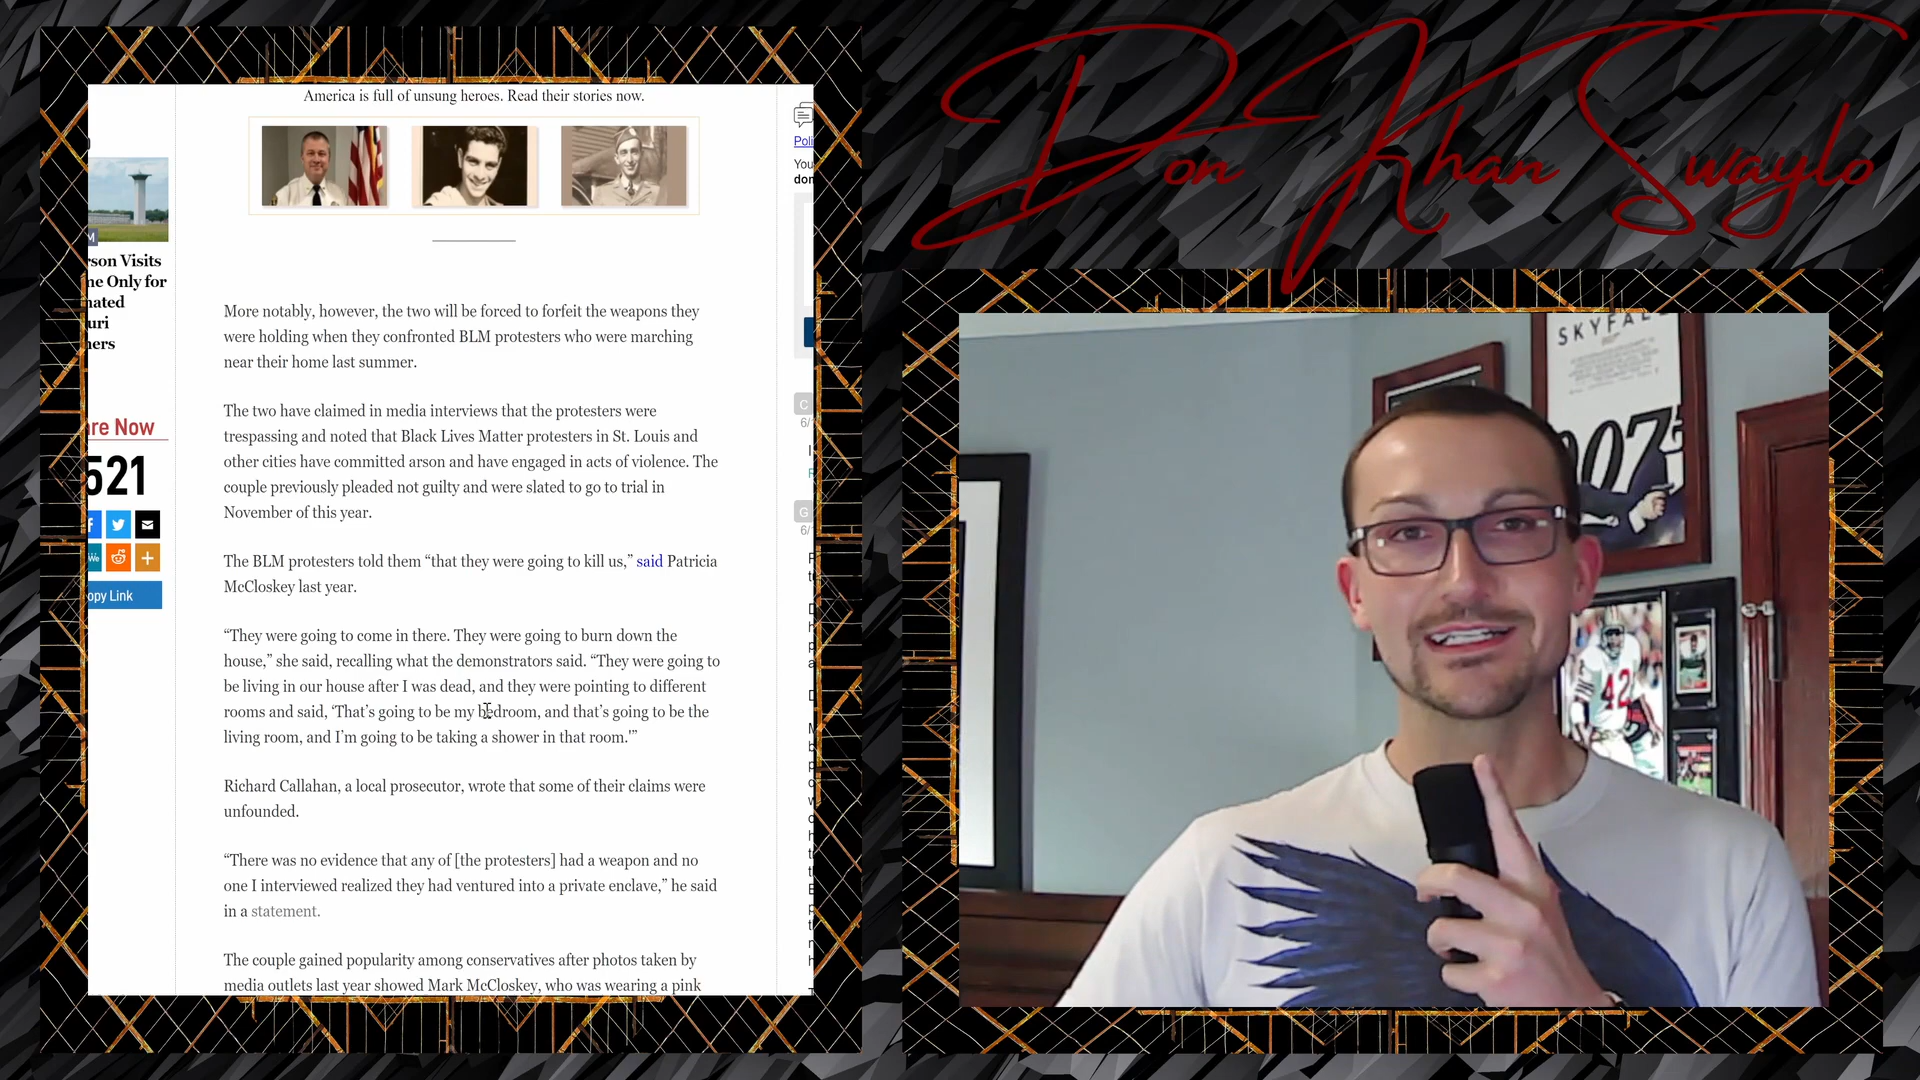 Don Khan Swaylo
America is full of unsung heroes. Read their stories now.
rson Visits
ne Only for
nated
uri
ners
are Now
521
opy Link
More notably, however, the two will be forced to forfeit the weapons they
were holding when they confronted BLM protesters who were marching
near their home last summer.
The two have claimed in media interviews that the protesters were
trespassing and noted that Black Lives Matter protesters in St. Louis and
other cities have committed arson and have engaged in acts of violence. The
couple previously pleaded not guilty and were slated to go to trial in
November of this year.
The BLM protesters told them “that they were going to kill us,” said Patricia
McCloskey last year.
“They were going to come in there. They were going to burn down the
house,” she said, recalling what the demonstrators said. “They were going to
be living in our house after I was dead, and they were pointing to different
rooms and said, ‘That’s going to be my bedroom, and that’s going to be the
living room, and I’m going to be taking a shower in that room.'”
Richard Callahan, a local prosecutor, wrote that some of their claims were
unfounded.
“There was no evidence that any of [the protesters] had a weapon and no
one I interviewed realized they had ventured into a private enclave,” he said
in a statement.
The couple gained popularity among conservatives after photos taken by
media outlets last year showed Mark McCloskey, who was wearing a pink
Poli
You
don
C
6/
G
6/
SKYFAL
007
42